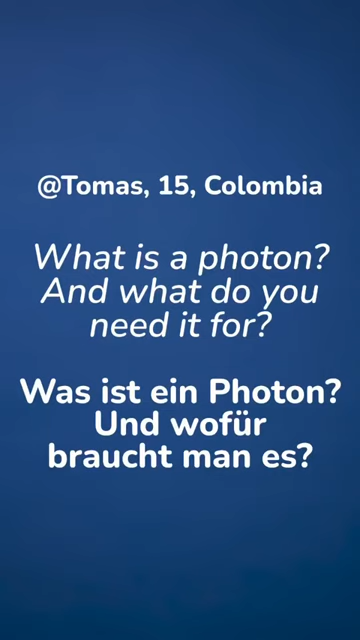 @Tomas, 15, Colombia
What is a photon?
And what do you
need it for?
Was ist ein Photon?
Und wofür
braucht man es?